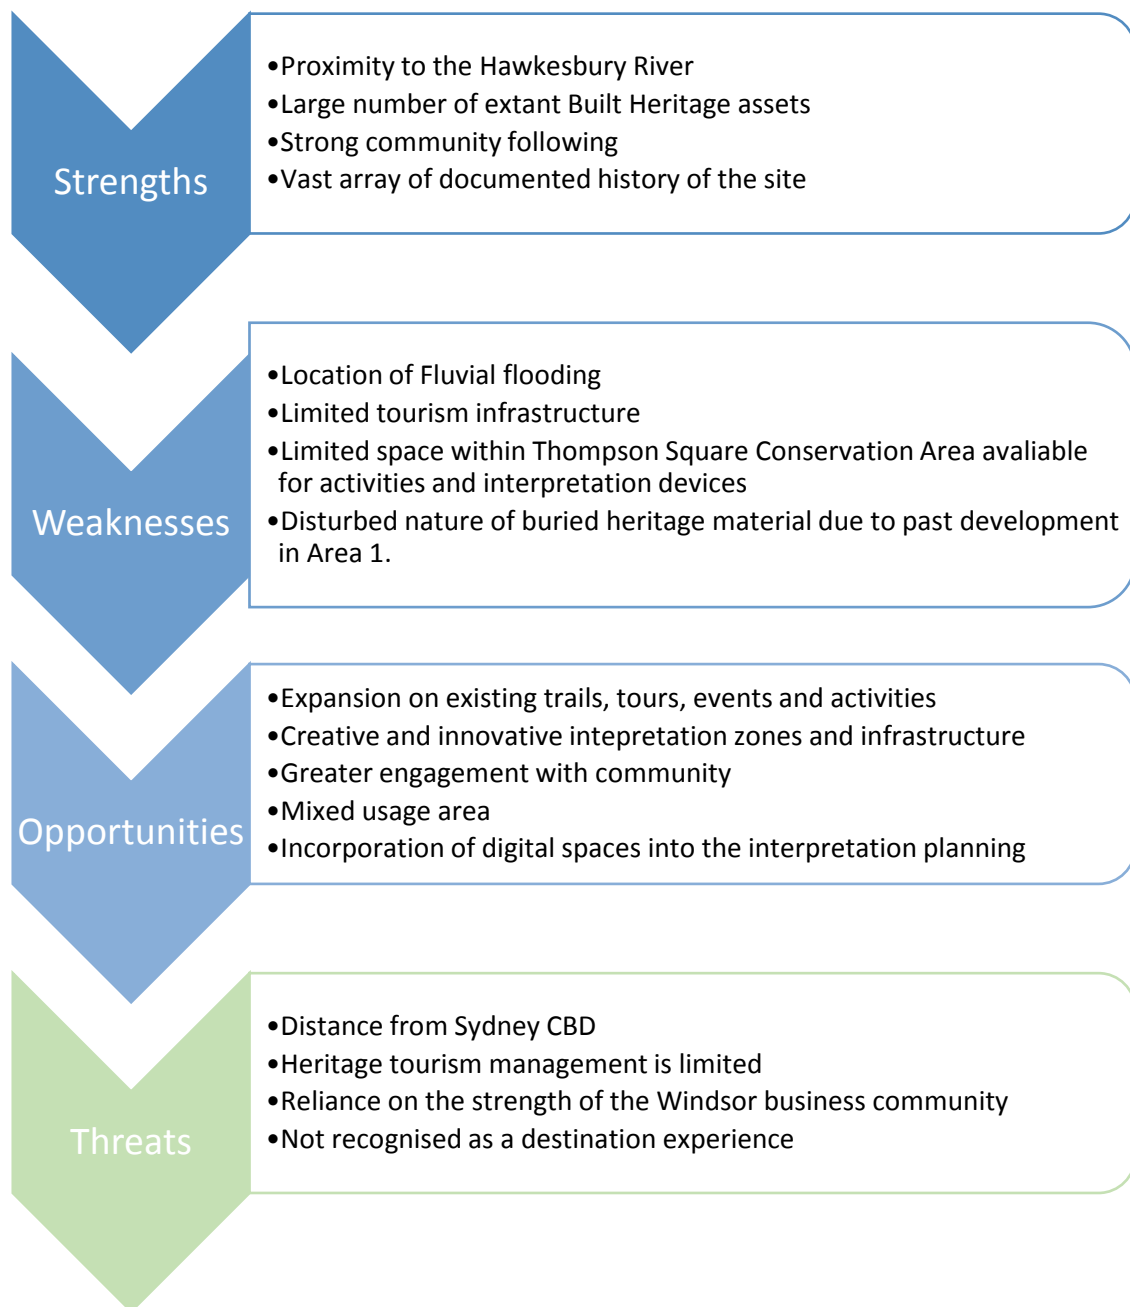 Strengths
•Proximity to the Hawkesbury River
•Large number of extant Built Heritage assets
•Strong community following
•Vast array of documented history of the site
Weaknesses
•Location of Fluvial flooding
•Limited tourism infrastructure
•Limited space within Thompson Square Conservation Area avaliable
for activities and interpretation devices
•Disturbed nature of buried heritage material due to past development
in Area 1.
Opportunities
•Expansion on existing trails, tours, events and activities
•Creative and innovative intepretation zones and infrastructure
•Greater engagement with community
•Mixed usage area
•Incorporation of digital spaces into the interpretation planning
Threats
•Distance from Sydney CBD
•Heritage tourism management is limited
•Reliance on the strength of the Windsor business community
•Not recognised as a destination experience